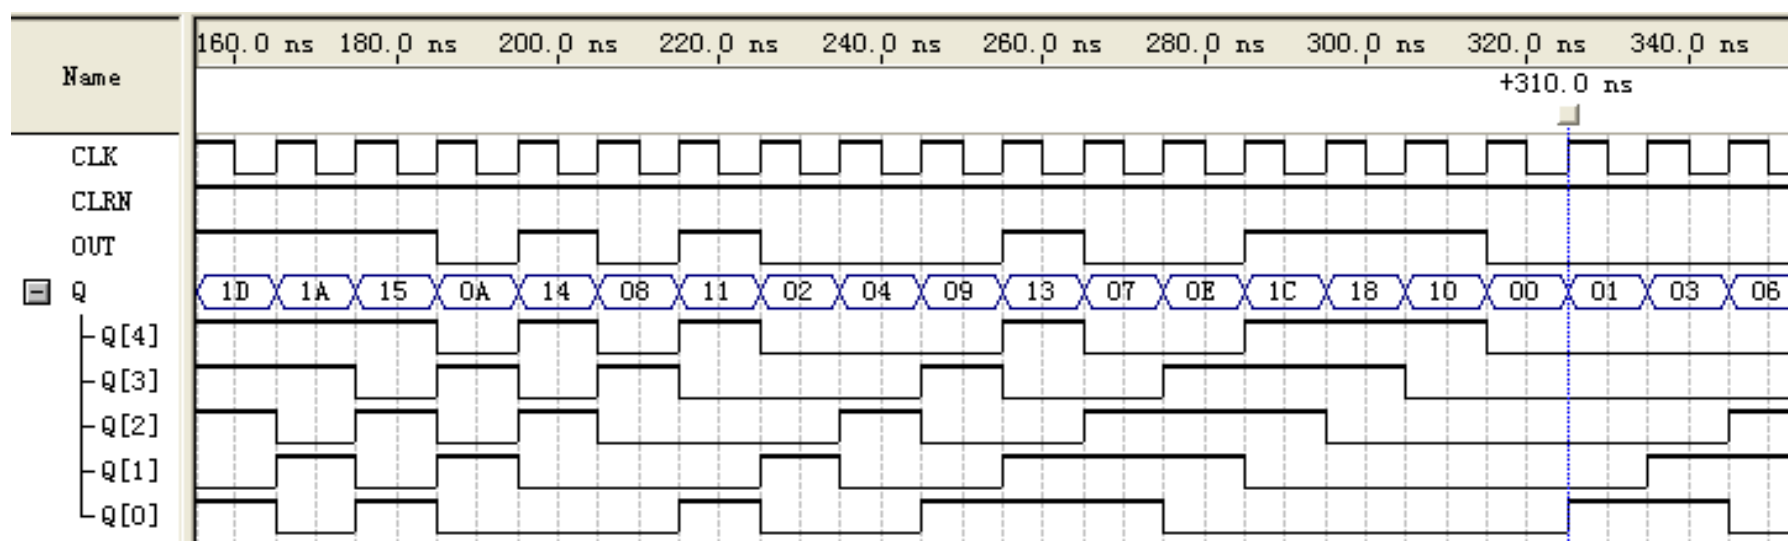 160.0 ns 180.0 ns 200.0 ns 220.0 ns 240.0 ns 260.0 ns 280.0 ns 300.0 ns 320.0 ns 340.0 ns
Name
+310.0 ns
CLK
CLRN
OUT
Q 1D 1A 15 0A 14 08 11 02 04 09 13 07 0E 1C 18 10 00 01 03 06
Q[4]
Q[3]
Q[2]
Q[1]
Q[0]